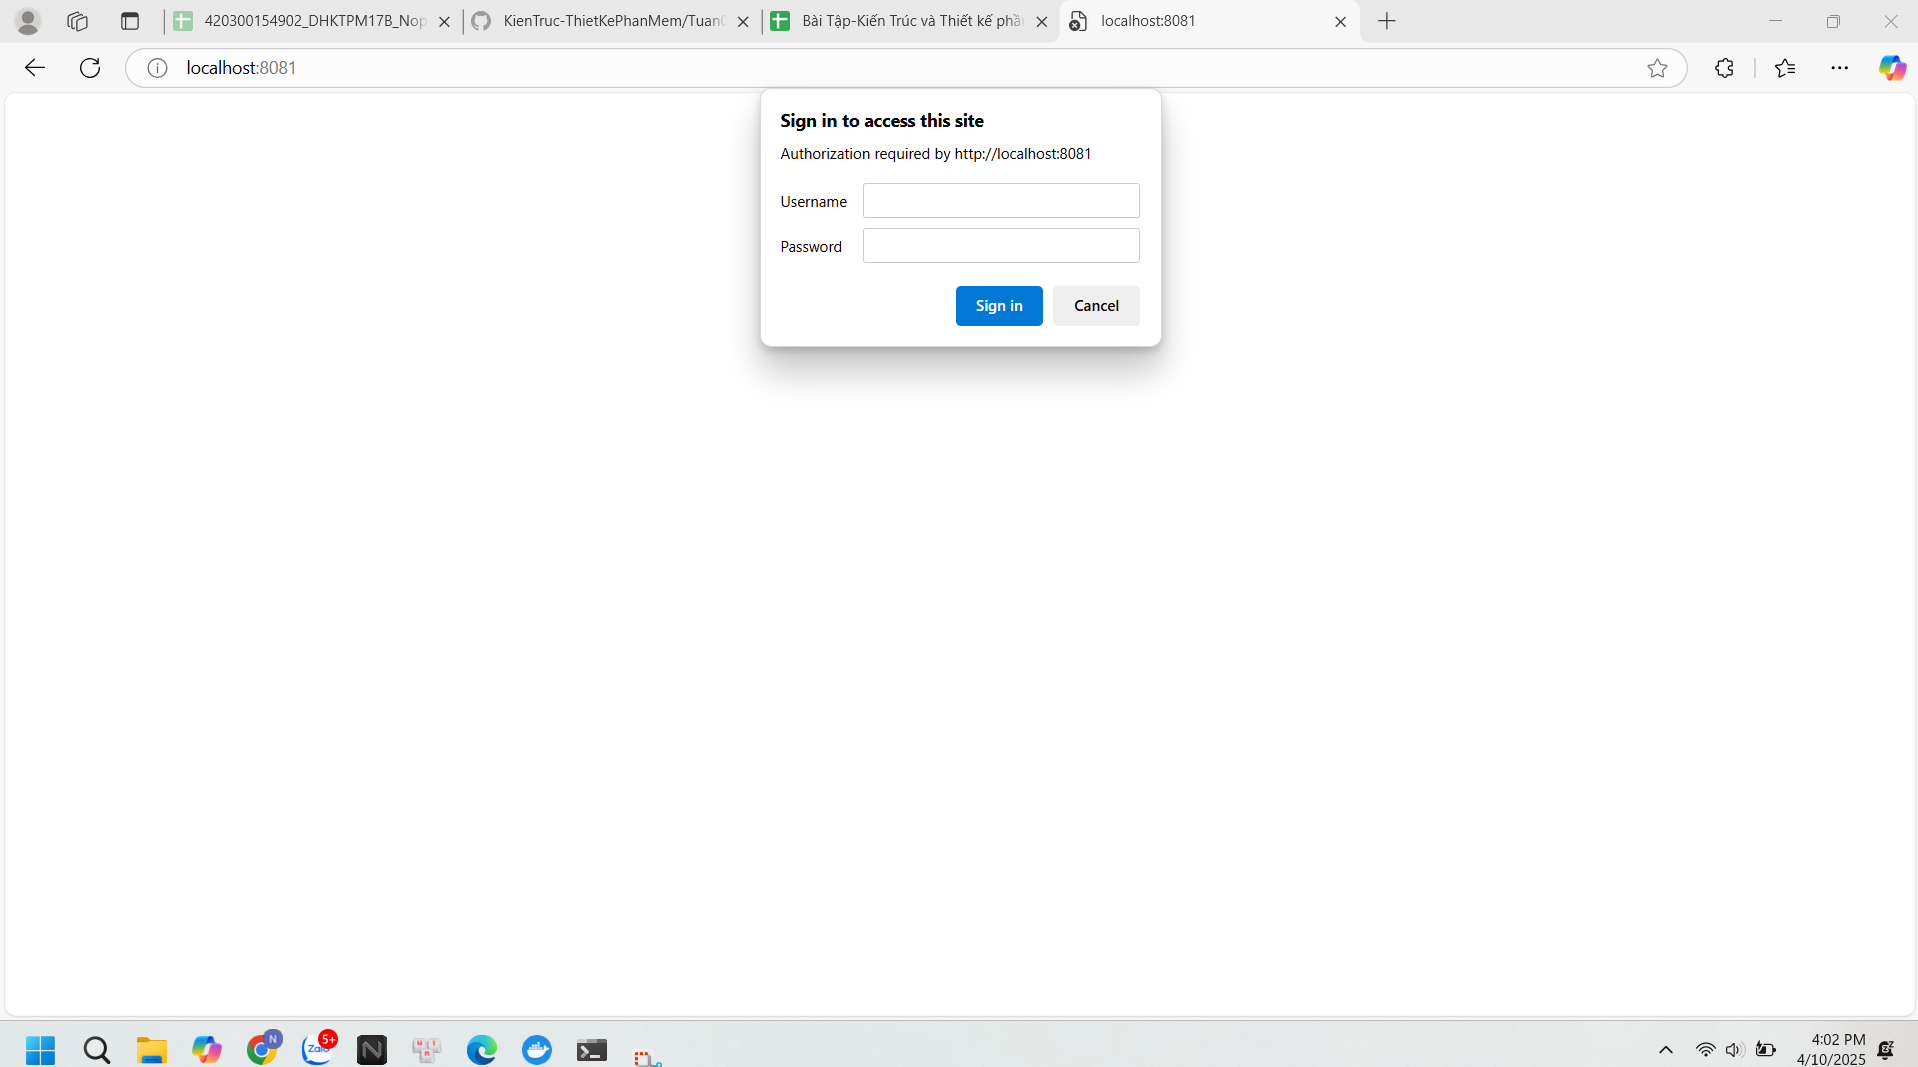 420300154902_DHKTPM17B_Nop
KienTruc-ThietKePhanMem/Tuan0
Bài Tập-Kiến Trúc và Thiết kế phần
localhost:8081
localhost:8081
Sign in to access this site
Authorization required by http://localhost:8081
Username
Password
Sign in
Cancel
N
5+
Zalo
N
4:02 PM
4/10/2025